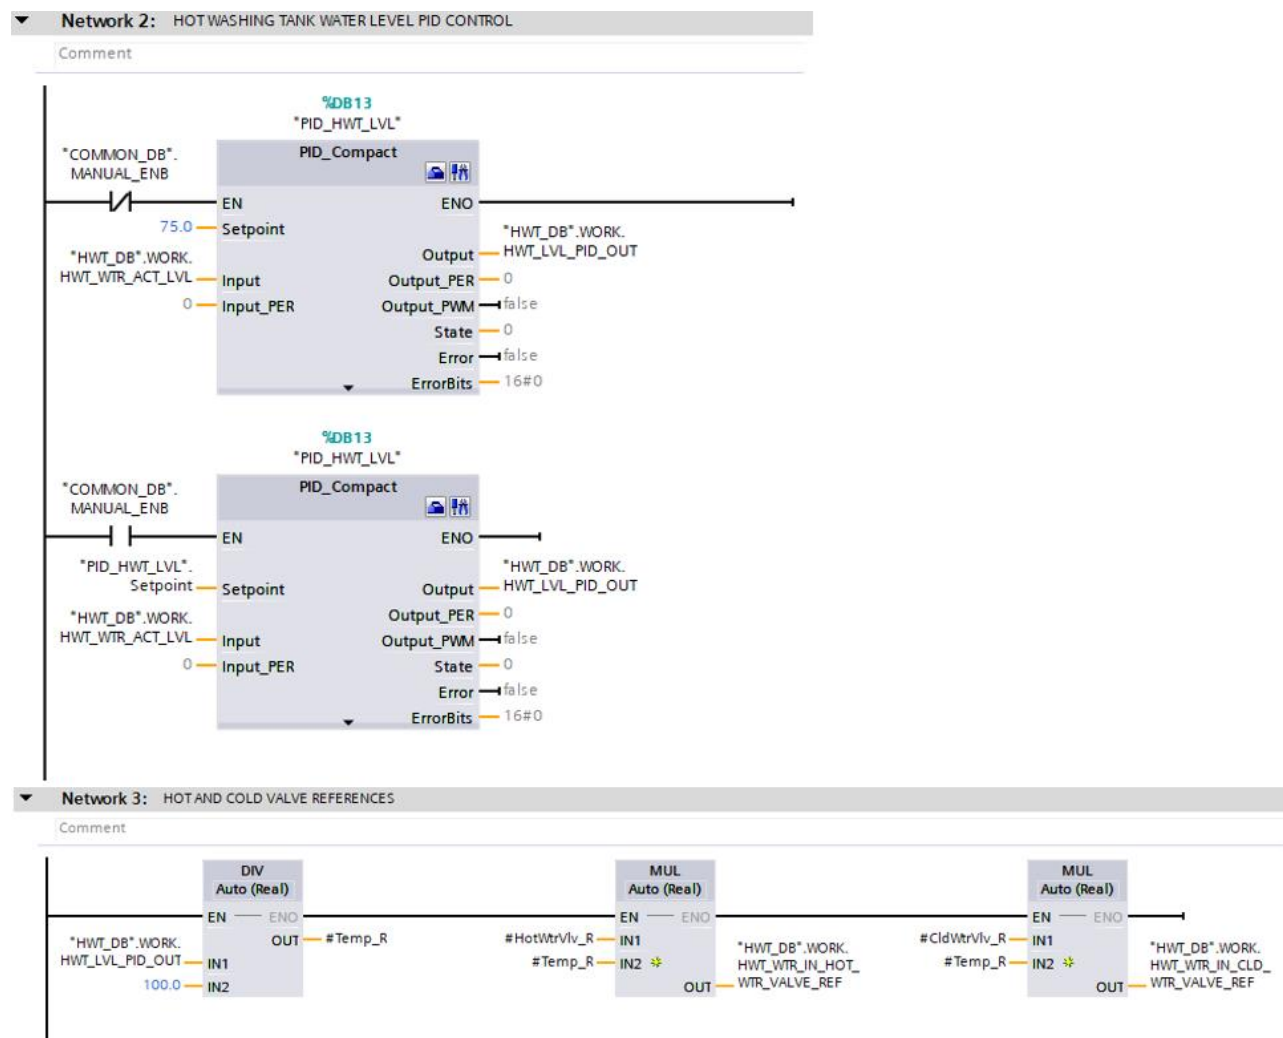 Network 2: HOT WASHING TANK WATER LEVEL PID CONTROL
Comment
%DB13
"PID_HWT_LVL"
"COMMON_DB".
MANUAL_ENB
PID_Compact
EN
ENO
75.0
Setpoint
"HWT_DB".WORK.
HWT_WTR_ACT_LVL
Input
0
Input_PER
Output
"HWT_DB".WORK.
HWT_LVL_PID_OUT
Output_PER
0
Output_PWM
false
State
0
Error
false
ErrorBits
16#0
%DB13
"PID_HWT_LVL"
"COMMON_DB".
MANUAL_ENB
PID_Compact
EN
ENO
"PID_HWT_LVL".
Setpoint
Setpoint
"HWT_DB".WORK.
HWT_WTR_ACT_LVL
Input
0
Input_PER
Output
"HWT_DB".WORK.
HWT_LVL_PID_OUT
Output_PER
0
Output_PWM
false
State
0
Error
false
ErrorBits
16#0
Network 3: HOT AND COLD VALVE REFERENCES
Comment
DIV
Auto (Real)
EN
ENO
"HWT_DB".WORK.
HWT_LVL_PID_OUT
IN1
100.0
IN2
OUT
#Temp_R
MUL
Auto (Real)
EN
ENO
#HotWtrVlv_R
IN1
#Temp_R
IN2
OUT
"HWT_DB".WORK.
HWT_WTR_IN_HOT_
WTR_VALVE_REF
MUL
Auto (Real)
EN
ENO
#CldWtrVlv_R
IN1
#Temp_R
IN2
OUT
"HWT_DB".WORK.
HWT_WTR_IN_CLD_
WTR_VALVE_REF